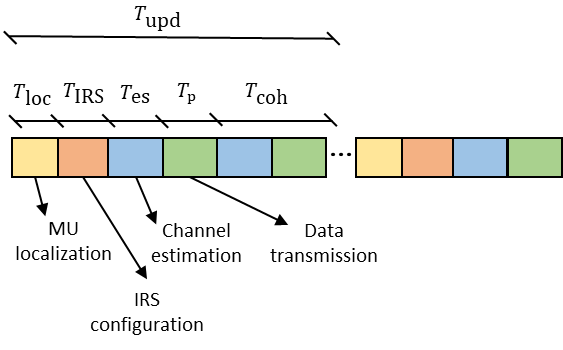 T_upd
T_loc T_IRS T_es T_p T_coh
...
MU
localization
Channel
estimation
Data
transmission
IRS
configuration